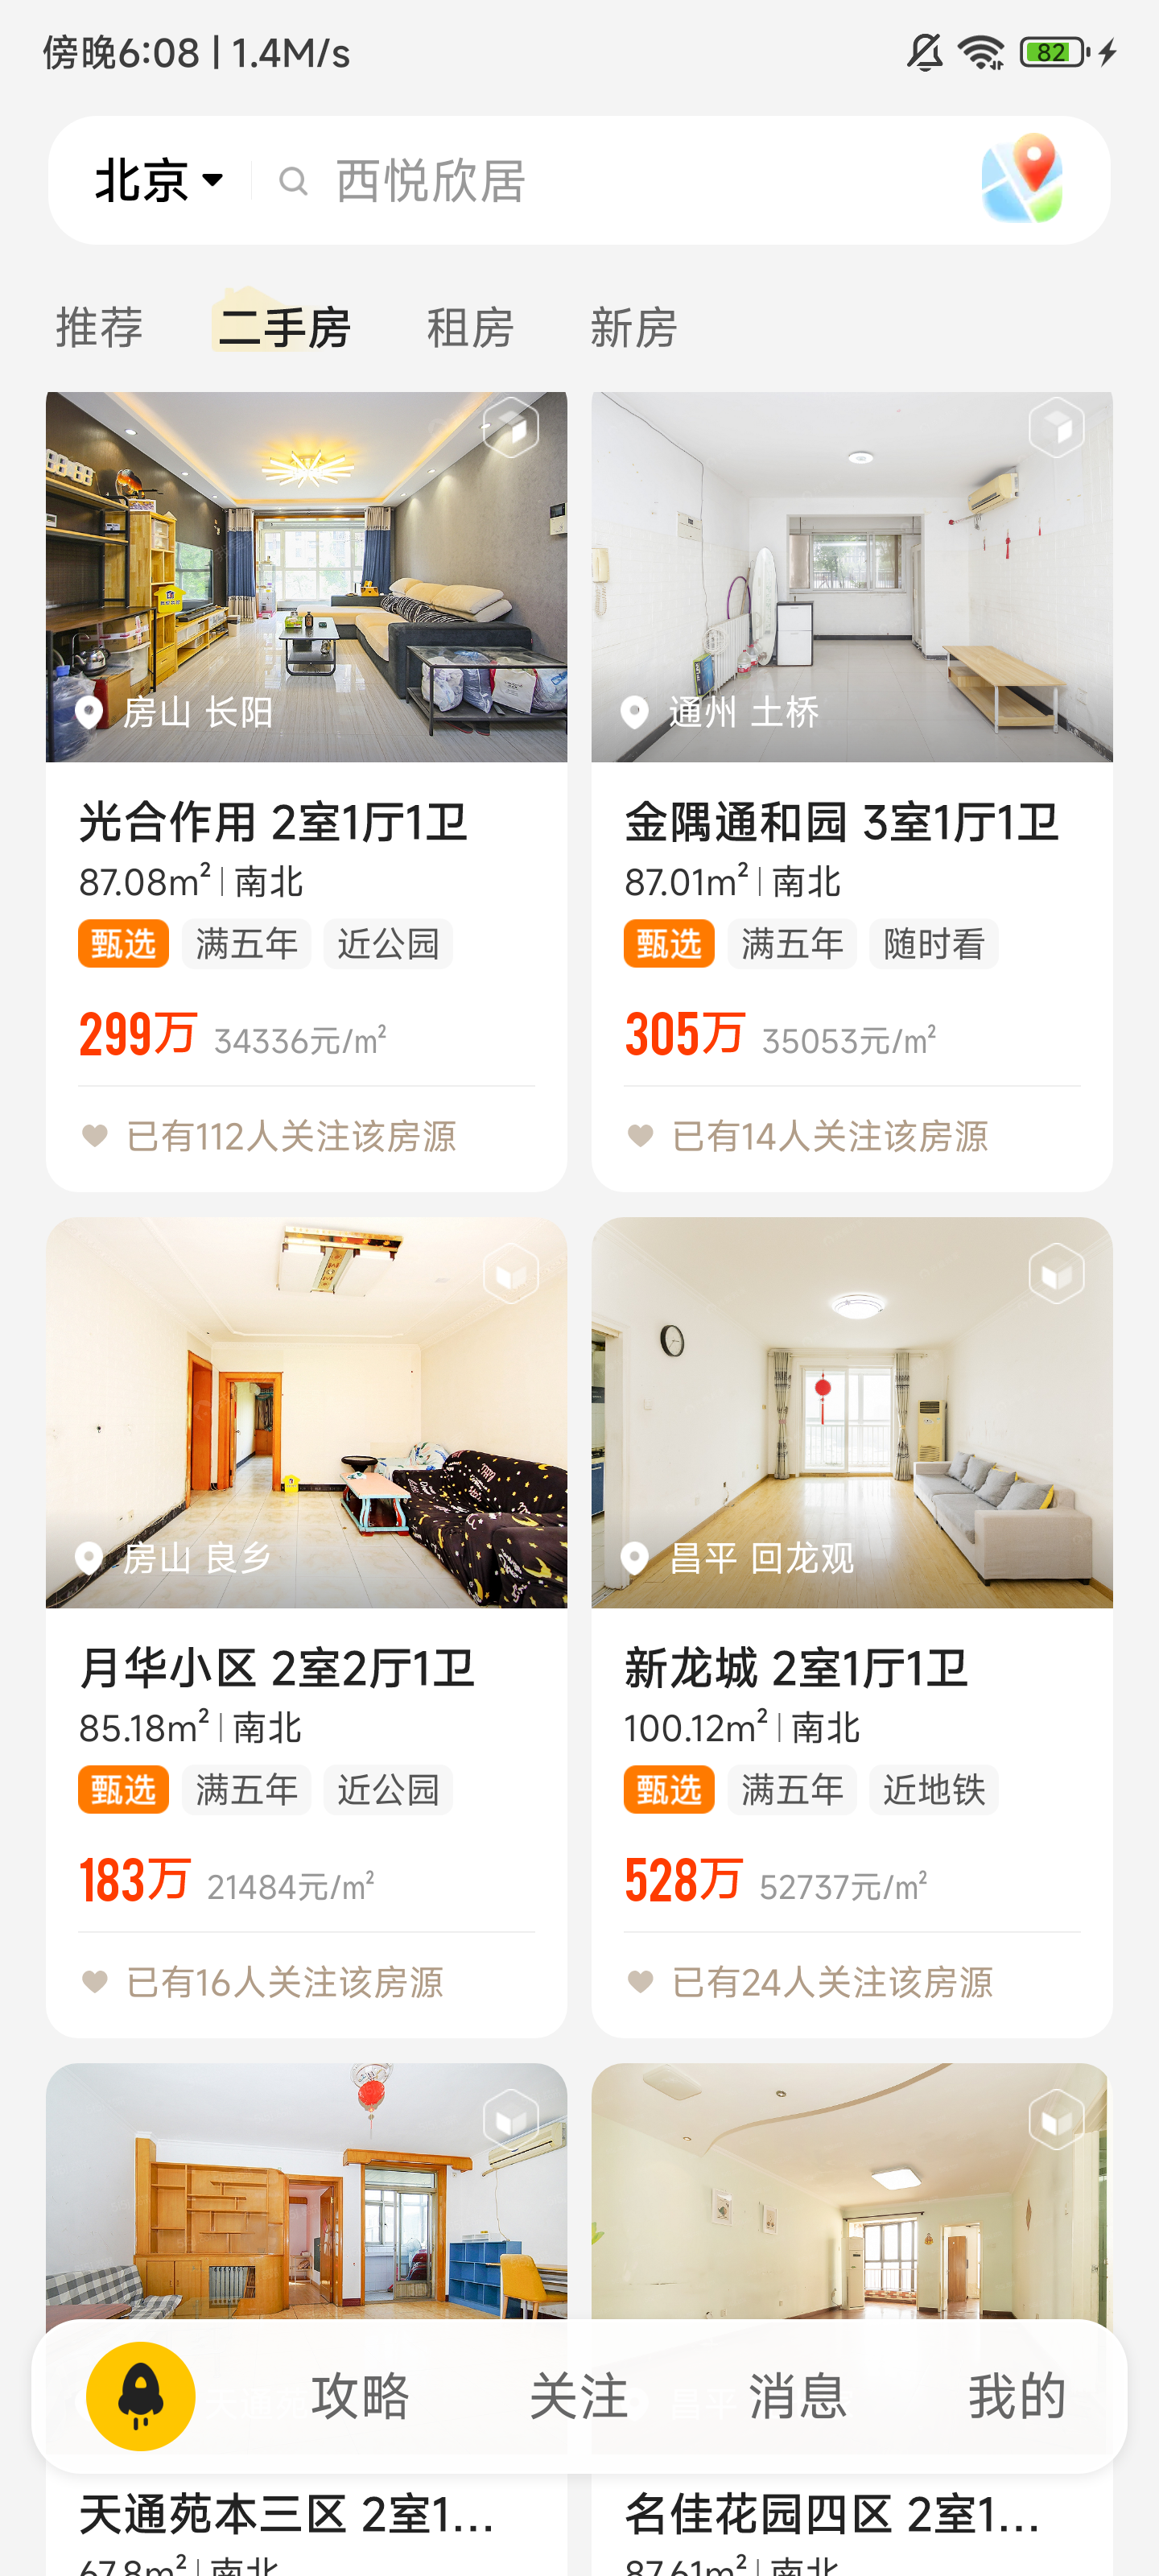 傍晚6:08 | 1.4M/s
82
北京 西悦欣居
推荐 二手房 租房 新房
房山 长阳
光合作用 2室1厅1卫
87.08m² | 南北
甄选 满五年 近公园
299万 34336元/m²
已有112人关注该房源
通州 土桥
金隅通和园 3室1厅1卫
87.01m² | 南北
甄选 满五年 随时看
305万 35053元/m²
已有14人关注该房源
房山 良乡
月华小区 2室2厅1卫
85.18m² | 南北
甄选 满五年 近公园
183万 21484元/m²
已有16人关注该房源
昌平 回龙观
新龙城 2室1厅1卫
100.12m² | 南北
甄选 满五年 近地铁
528万 52737元/m²
已有24人关注该房源
天通苑本三区 2室1...
67.8m² | 南北
昌平
名佳花园四区 2室1...
87.61m² | 南北
攻略 关注 消息 我的